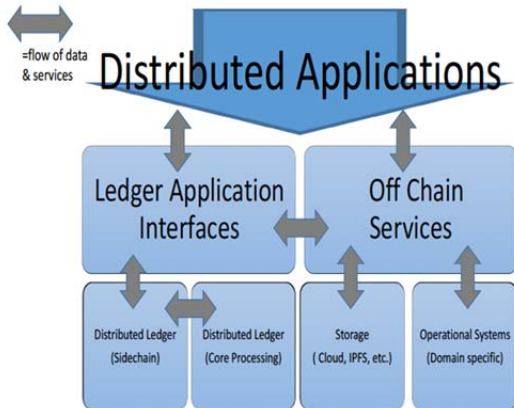 =flow of data
& services
Distributed Applications
Ledger Application
Interfaces
Off Chain
Services
Distributed Ledger
(Sidechain)
Distributed Ledger
(Core Processing)
Storage
( Cloud, IPFS, etc.)
Operational Systems
(Domain specific)